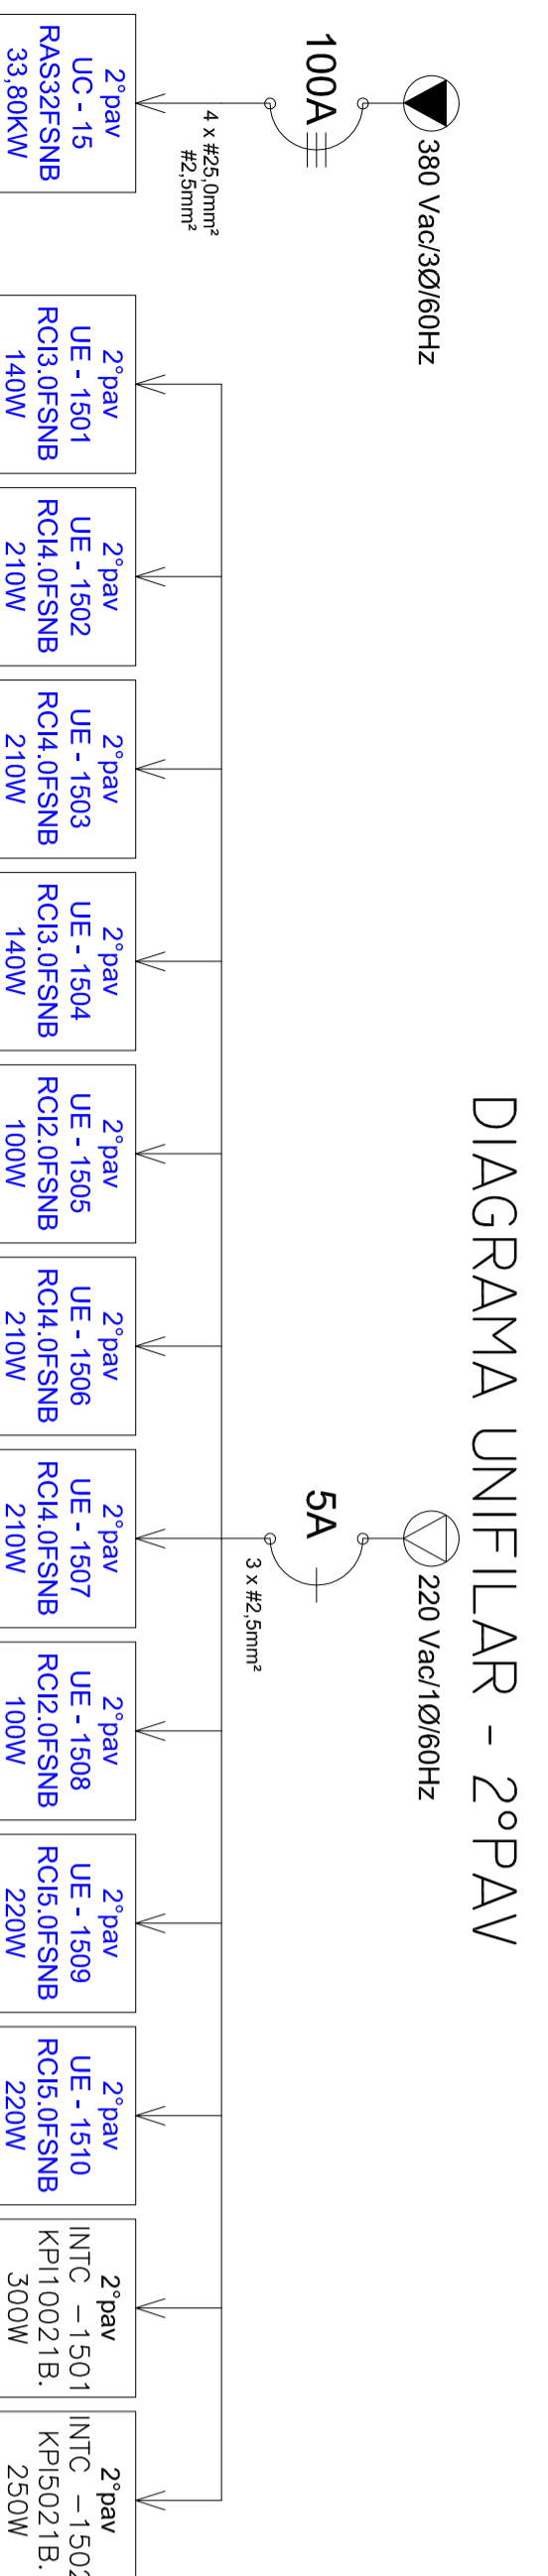 DIAGRAMA UNIFILAR - 2°PAV
380 Vac/3Ø/60Hz
100A
4 x #25,0mm²
#2,5mm²
220 Vac/1Ø/60Hz
5A
3 x #2,5mm²
2°pav
UC - 15
RAS32FSNB
33,80KW
2°pav
UE - 1501
RCI3.0FSNB
140W
2°pav
UE - 1502
RCI4.0FSNB
210W
2°pav
UE - 1503
RCI4.0FSNB
210W
2°pav
UE - 1504
RCI3.0FSNB
140W
2°pav
UE - 1505
RCI2.0FSNB
100W
2°pav
UE - 1506
RCI4.0FSNB
210W
2°pav
UE - 1507
RCI4.0FSNB
210W
2°pav
UE - 1508
RCI2.0FSNB
100W
2°pav
UE - 1509
RCI5.0FSNB
220W
2°pav
UE - 1510
RCI5.0FSNB
220W
2°pav
INTC -1501
KPI10021B.
300W
2°pav
INTC -1502
KPI5021B.
250W